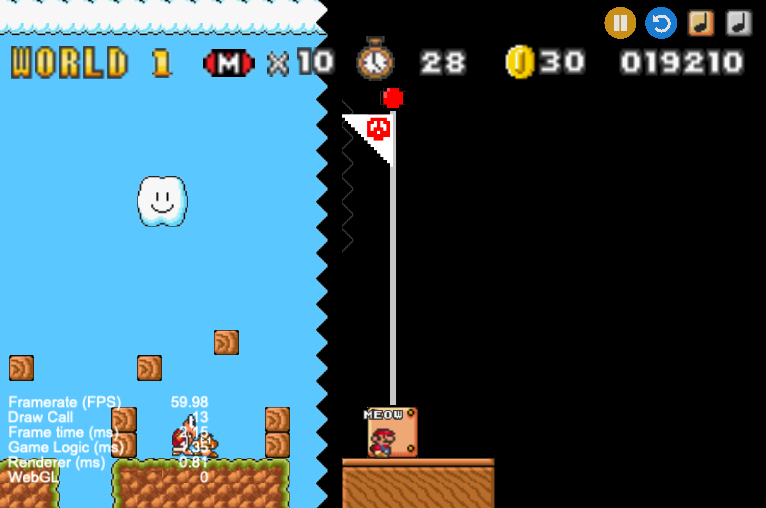 WORLD 1 M × 10 28 30 019210
MEOW
Framerate (FPS) 59.98
Draw Call 13
Frame time (ms)
Game Logic (ms)
Renderer (ms) 0.81
WebGL 0